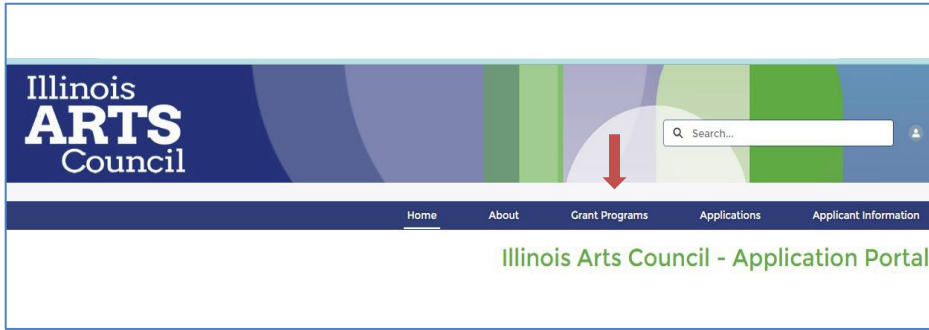 Illinois
ARTS
Council
Search...
Home About Grant Programs Applications Applicant Information
Illinois Arts Council - Application Portal